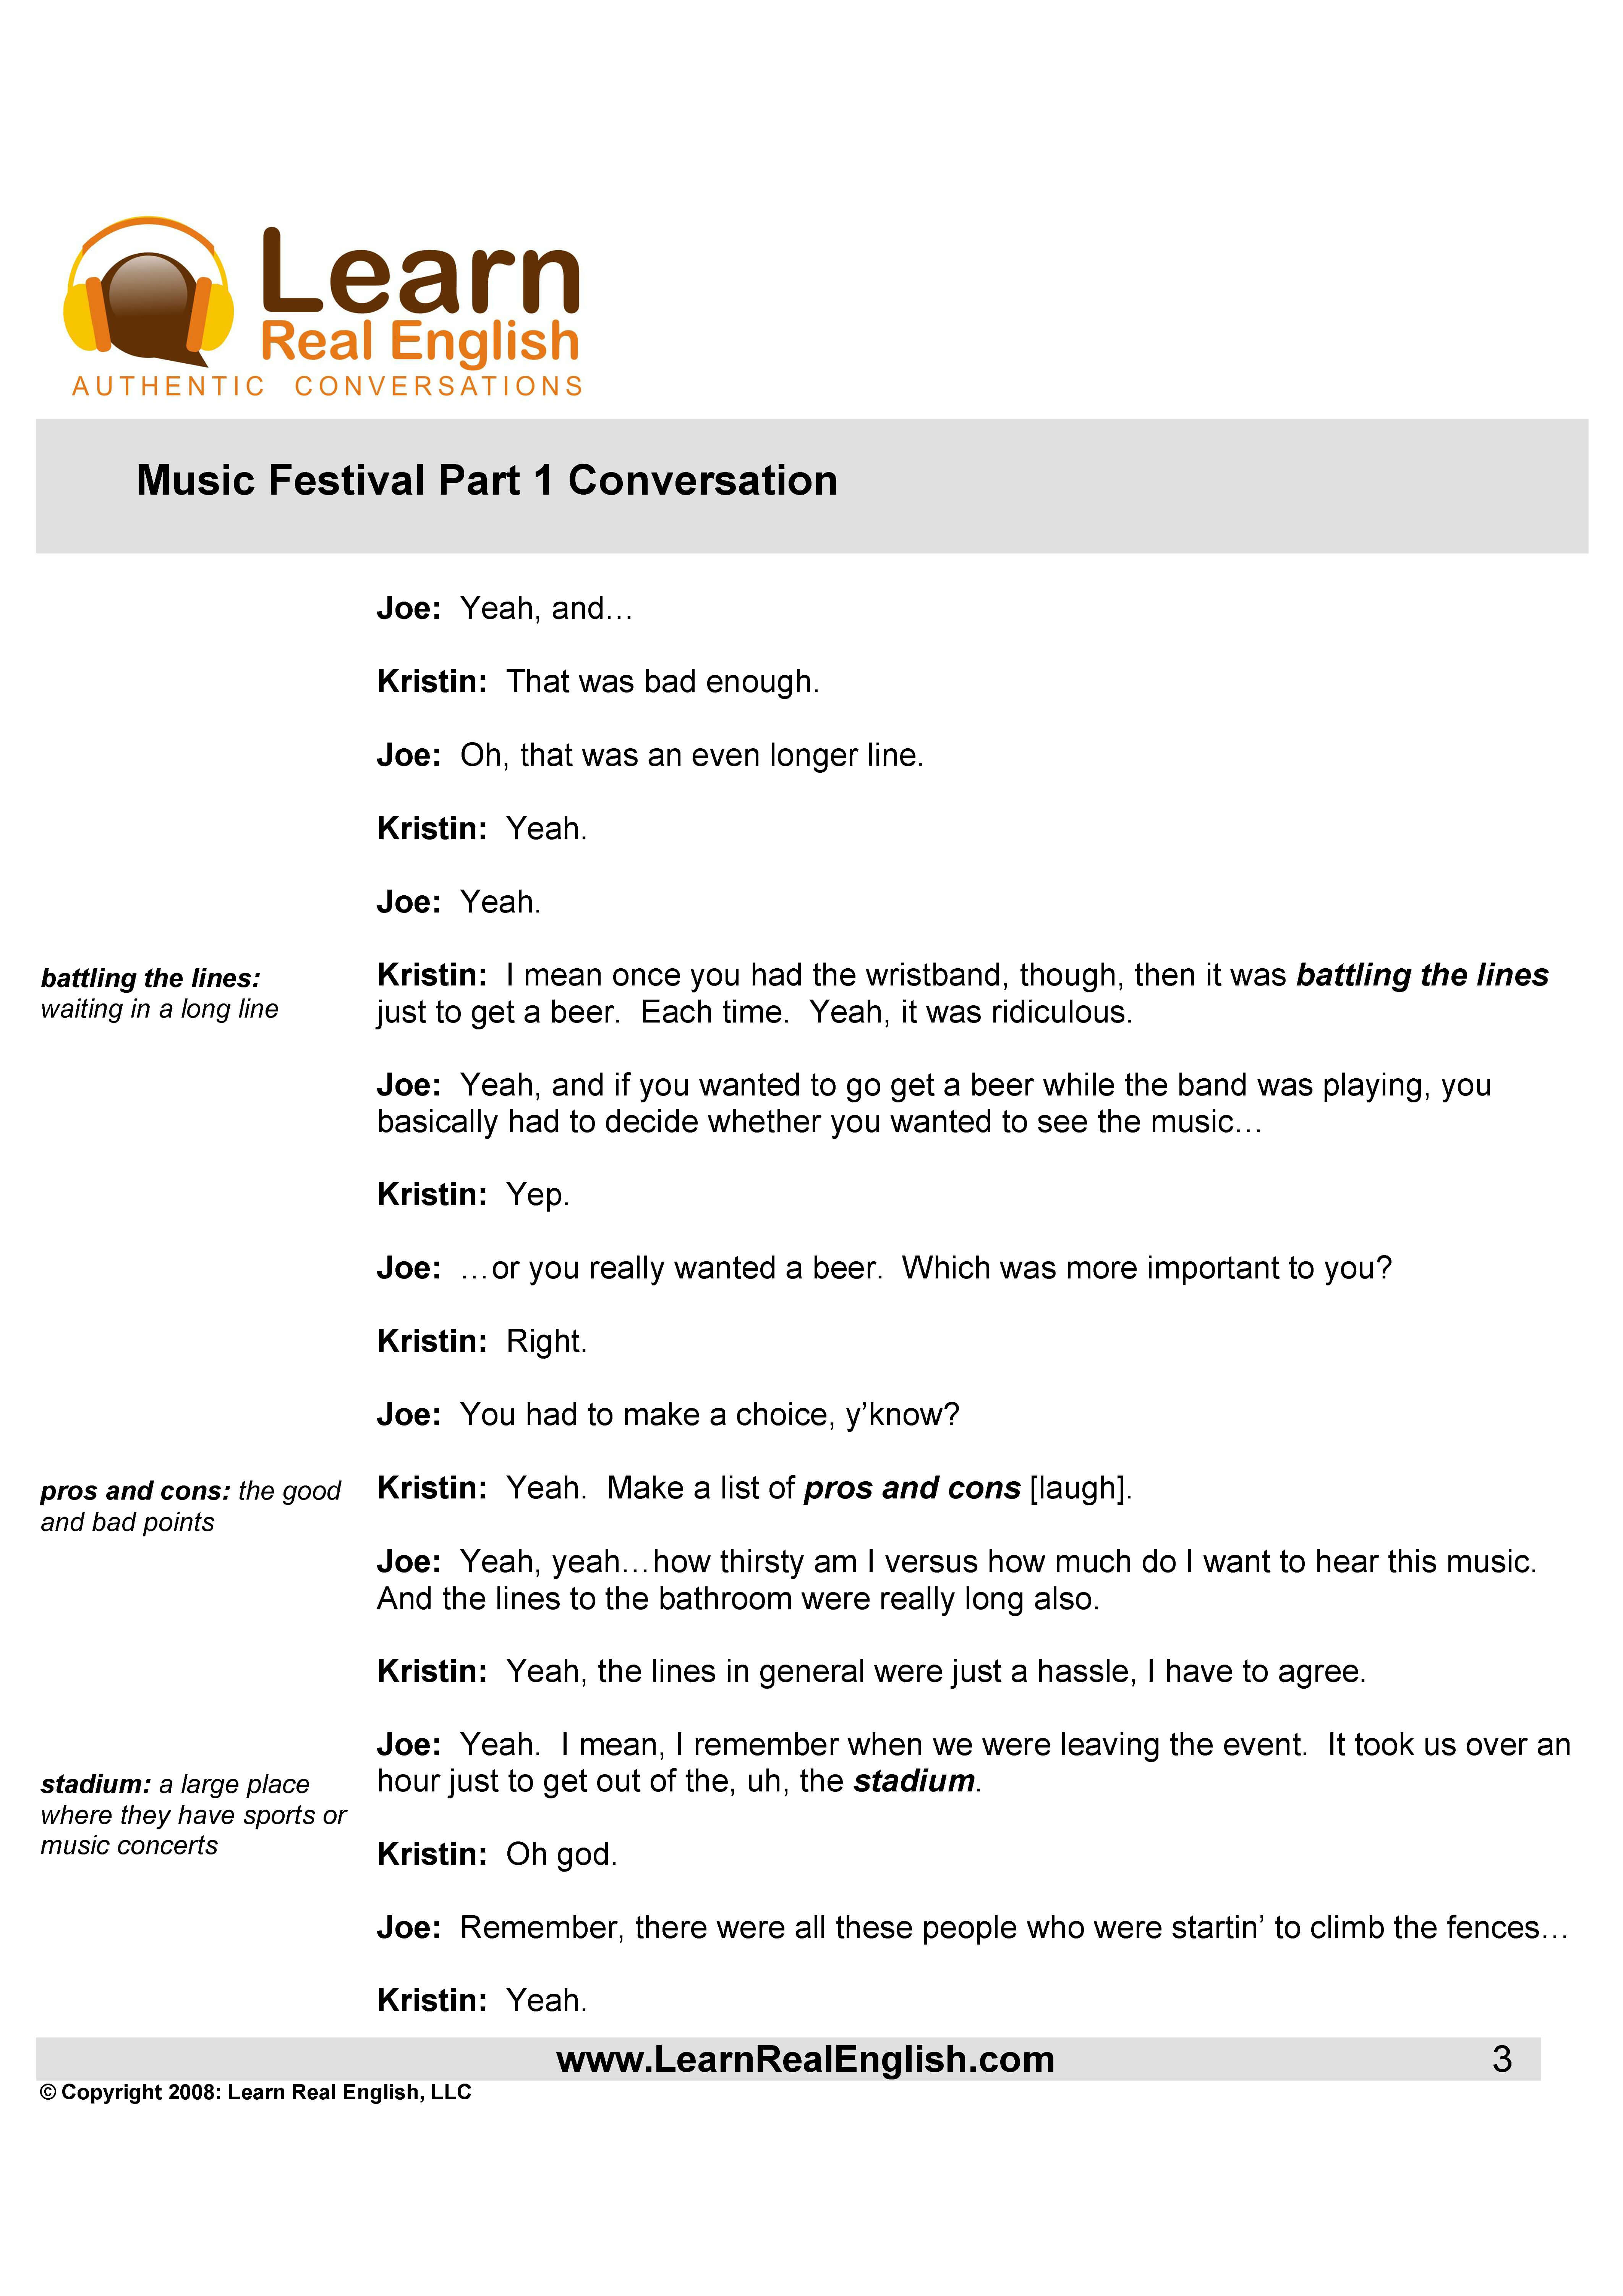 Learn
Real English
AUTHENTIC CONVERSATIONS
Music Festival Part 1 Conversation
Joe: Yeah, and…
Kristin: That was bad enough.
Joe: Oh, that was an even longer line.
Kristin: Yeah.
Joe: Yeah.
battling the lines:
waiting in a long line
Kristin: I mean once you had the wristband, though, then it was battling the lines
just to get a beer. Each time. Yeah, it was ridiculous.
Joe: Yeah, and if you wanted to go get a beer while the band was playing, you
basically had to decide whether you wanted to see the music…
Kristin: Yep.
Joe: …or you really wanted a beer. Which was more important to you?
Kristin: Right.
Joe: You had to make a choice, y’know?
pros and cons: the good
and bad points
Kristin: Yeah. Make a list of pros and cons [laugh].
Joe: Yeah, yeah…how thirsty am I versus how much do I want to hear this music.
And the lines to the bathroom were really long also.
Kristin: Yeah, the lines in general were just a hassle, I have to agree.
Joe: Yeah. I mean, I remember when we were leaving the event. It took us over an
hour just to get out of the, uh, the stadium.
stadium: a large place
where they have sports or
music concerts
Kristin: Oh god.
Joe: Remember, there were all these people who were startin’ to climb the fences…
Kristin: Yeah.
www.LearnRealEnglish.com 3
© Copyright 2008: Learn Real English, LLC